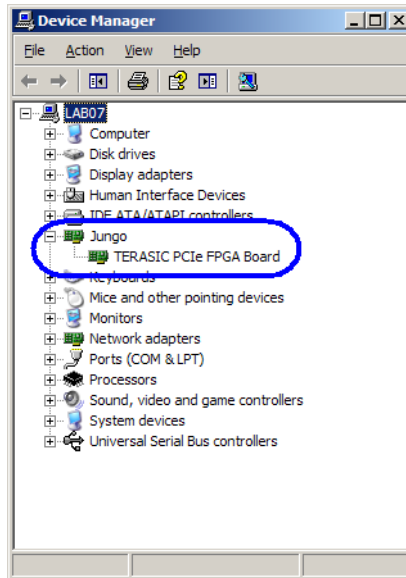 Device Manager
File Action View Help
LAB07
Computer
Disk drives
Display adapters
Human Interface Devices
IDE ATA/ATAPI controllers
Jungo
TERASIC PCIe FPGA Board
Keyboards
Mice and other pointing devices
Monitors
Network adapters
Ports (COM & LPT)
Processors
Sound, video and game controllers
System devices
Universal Serial Bus controllers